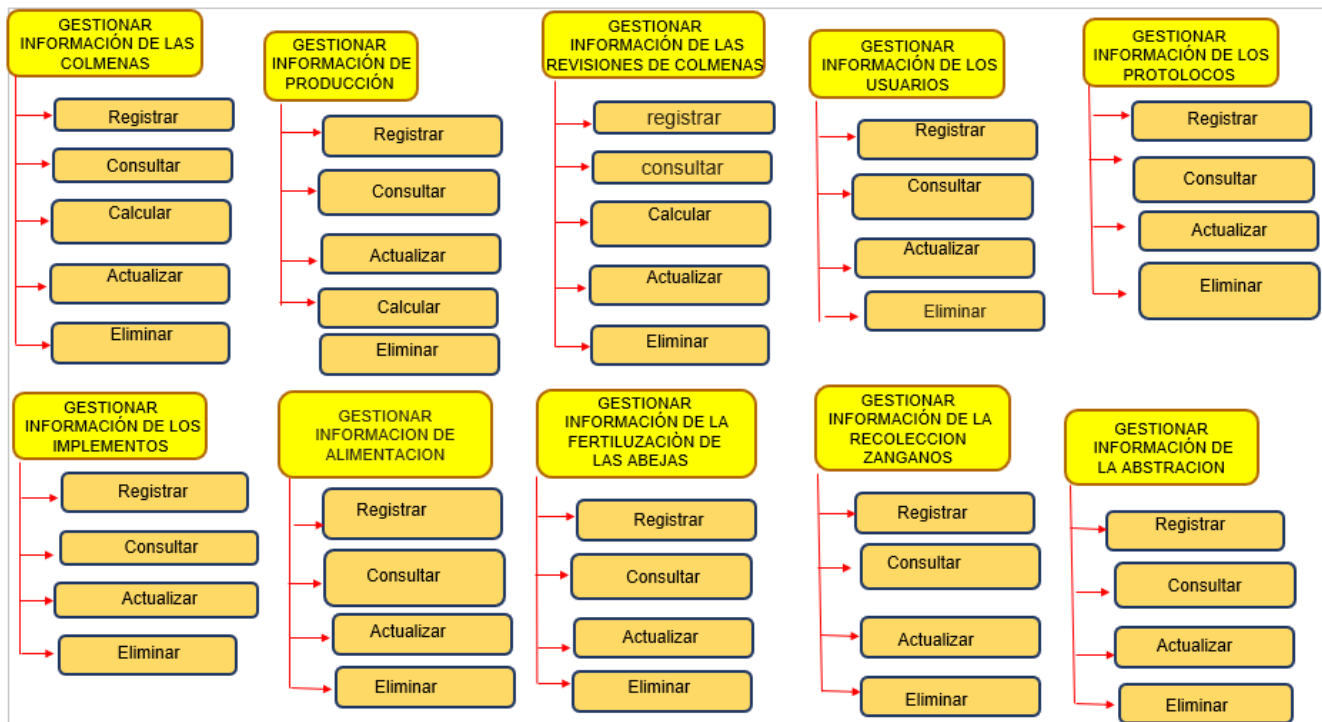 GESTIONAR
INFORMACIÓN DE LAS
COLMENAS
Registrar
Consultar
Calcular
Actualizar
Eliminar
GESTIONAR
INFORMACIÓN DE
PRODUCCIÓN
Registrar
Consultar
Actualizar
Calcular
Eliminar
GESTIONAR
INFORMACIÓN DE LAS
REVISIONES DE COLMENAS
registrar
consultar
Calcular
Actualizar
Eliminar
GESTIONAR
INFORMACIÓN DE LOS
USUARIOS
Registrar
Consultar
Actualizar
Eliminar
GESTIONAR
INFORMACIÓN DE LOS
PROTOLOCOS
Registrar
Consultar
Actualizar
Eliminar
GESTIONAR
INFORMACIÓN DE LOS
IMPLEMENTOS
Registrar
Consultar
Actualizar
Eliminar
GESTIONAR
INFORMACION DE
ALIMENTACION
Registrar
Consultar
Actualizar
Eliminar
GESTIONAR
INFORMACIÓN DE LA
FERTILUZACIÒN DE
LAS ABEJAS
Registrar
Consultar
Actualizar
Eliminar
GESTIONAR
INFORMACIÓN DE LA
RECOLECCION
ZANGANOS
Registrar
Consultar
Actualizar
Eliminar
GESTIONAR
INFORMACIÓN DE
LA ABSTRACION
Registrar
Consultar
Actualizar
Eliminar